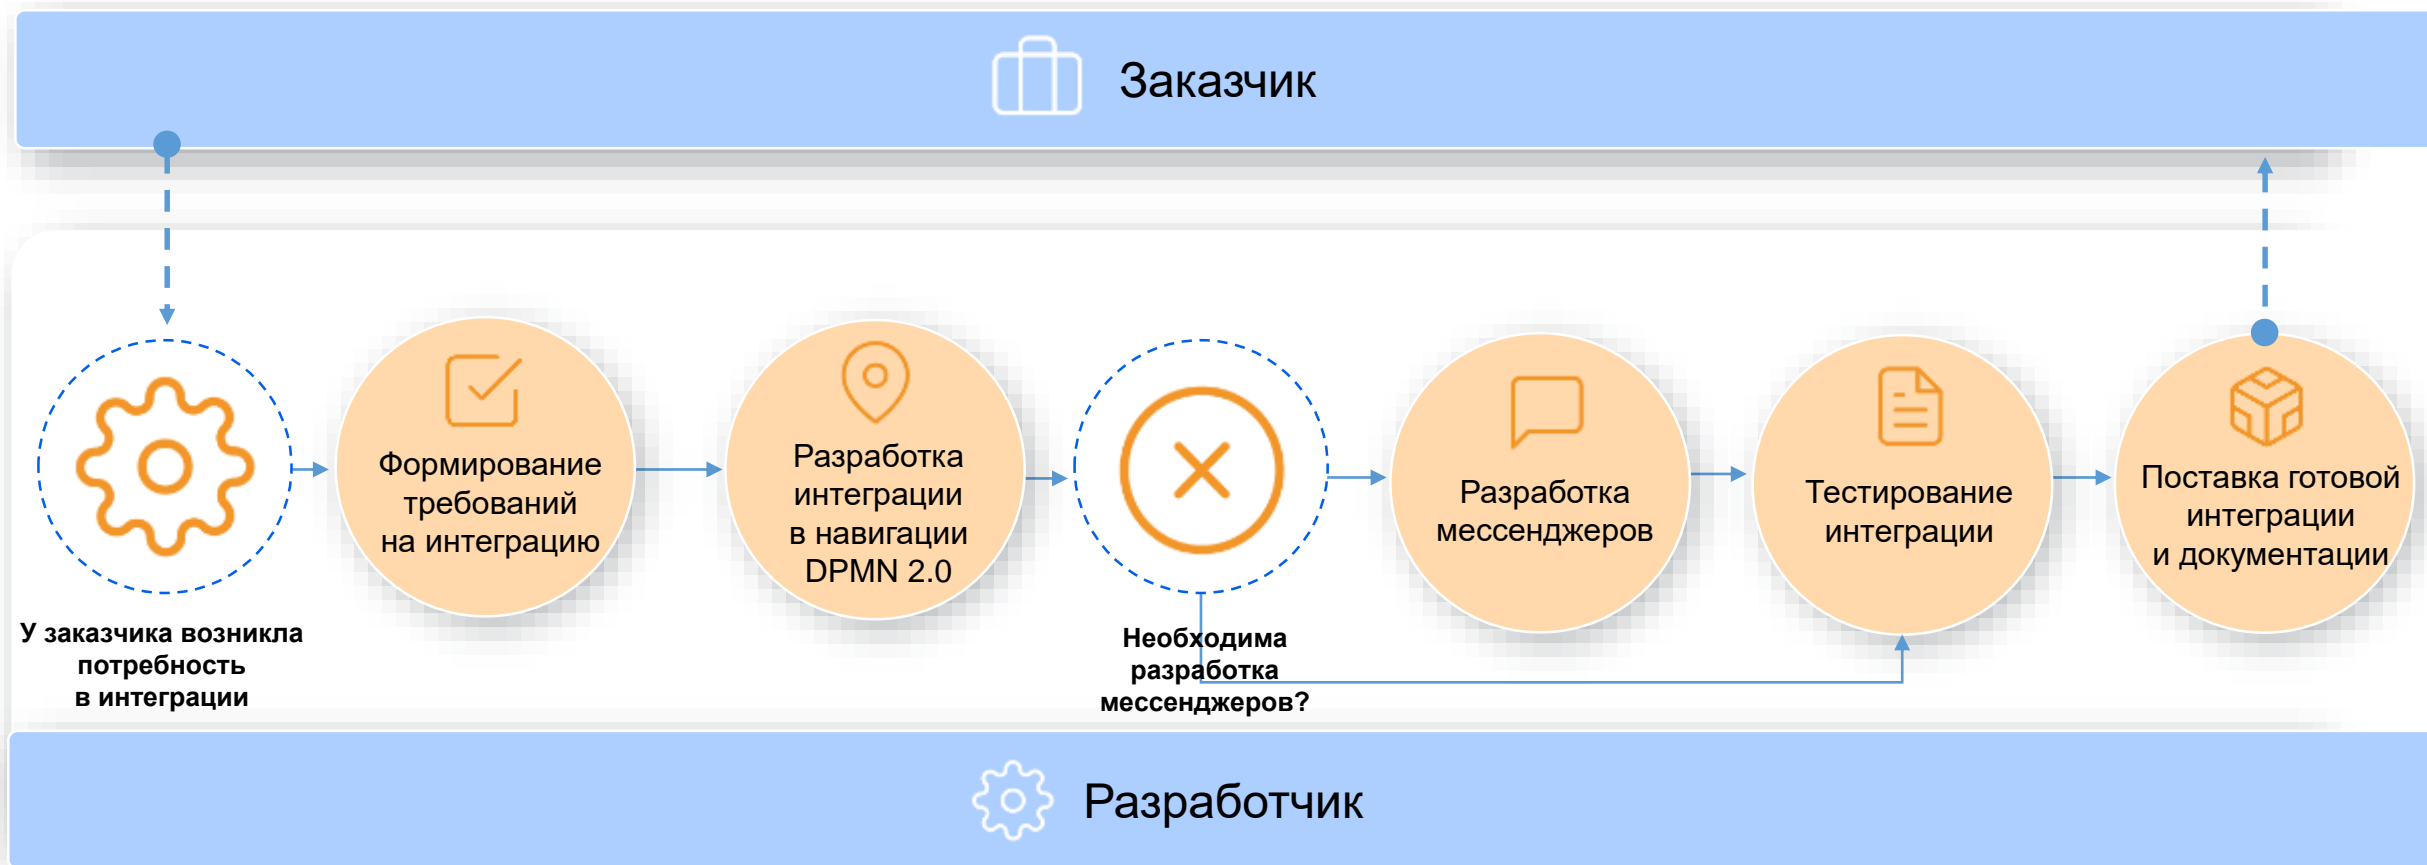 Заказчик
Формирование
требований
на интеграцию
Разработка
интеграции
в навигации
DPMN 2.0
Разработка
мессенджеров
Тестирование
интеграции
Поставка готовой
интеграции
и документации
У заказчика возникла
потребность
в интеграции
Необходима
разработка
мессенджеров?
Разработчик